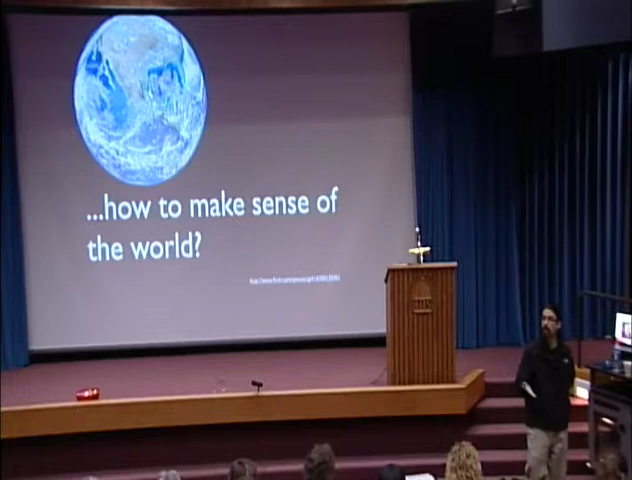 ...how to make sense of
the world?